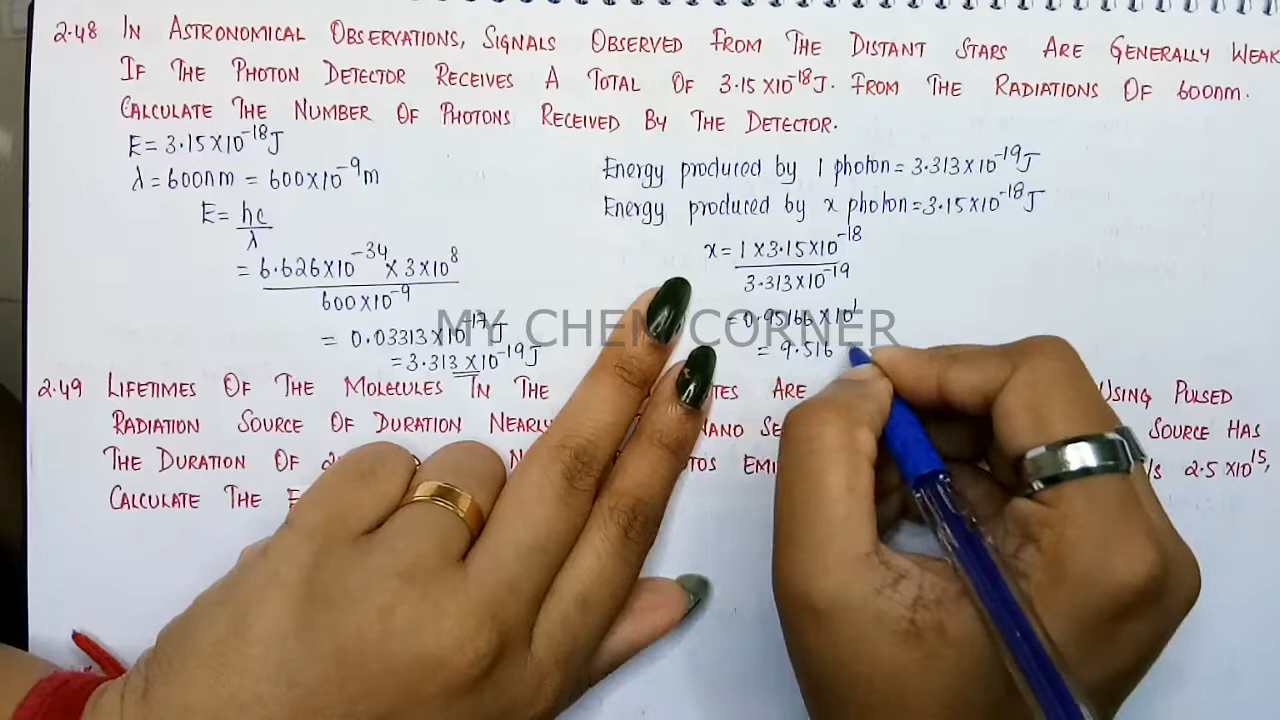 2.48 IN ASTRONOMICAL OBSERVATIONS, SIGNALS OBSERVED FROM THE DISTANT STARS ARE GENERALLY WEAK
IF THE PHOTON DETECTOR RECEIVES A TOTAL OF 3.15 ×10⁻¹⁸J. FROM THE RADIATIONS OF 600nm.
CALCULATE THE NUMBER OF PHOTONS RECEIVED BY THE DETECTOR.
E = 3.15×10⁻¹⁸J
λ = 600nm = 600×10⁻⁹m
E = hc
λ
= 6.626×10⁻³⁴ × 3×10⁸
600×10⁻⁹
= 0.03313×10⁻¹⁷J
= 3.313 ×10⁻¹⁹J
Energy produced by 1 photon = 3.313×10⁻¹⁹J
Energy produced by x photon = 3.15×10⁻¹⁸J
x = 1 ×3.15×10⁻¹⁸
3.313×10⁻¹⁹
= 0.95166 ×10¹
= 9.516
MY CHEM CORNER
2.49 LIFETIMES OF THE MOLECULES IN THE ARE USING PULSED
RADIATION SOURCE OF DURATION NEARLY NANO SOURCE HAS
THE DURATION OF 2.5 ×10¹⁵,
CALCULATE THE